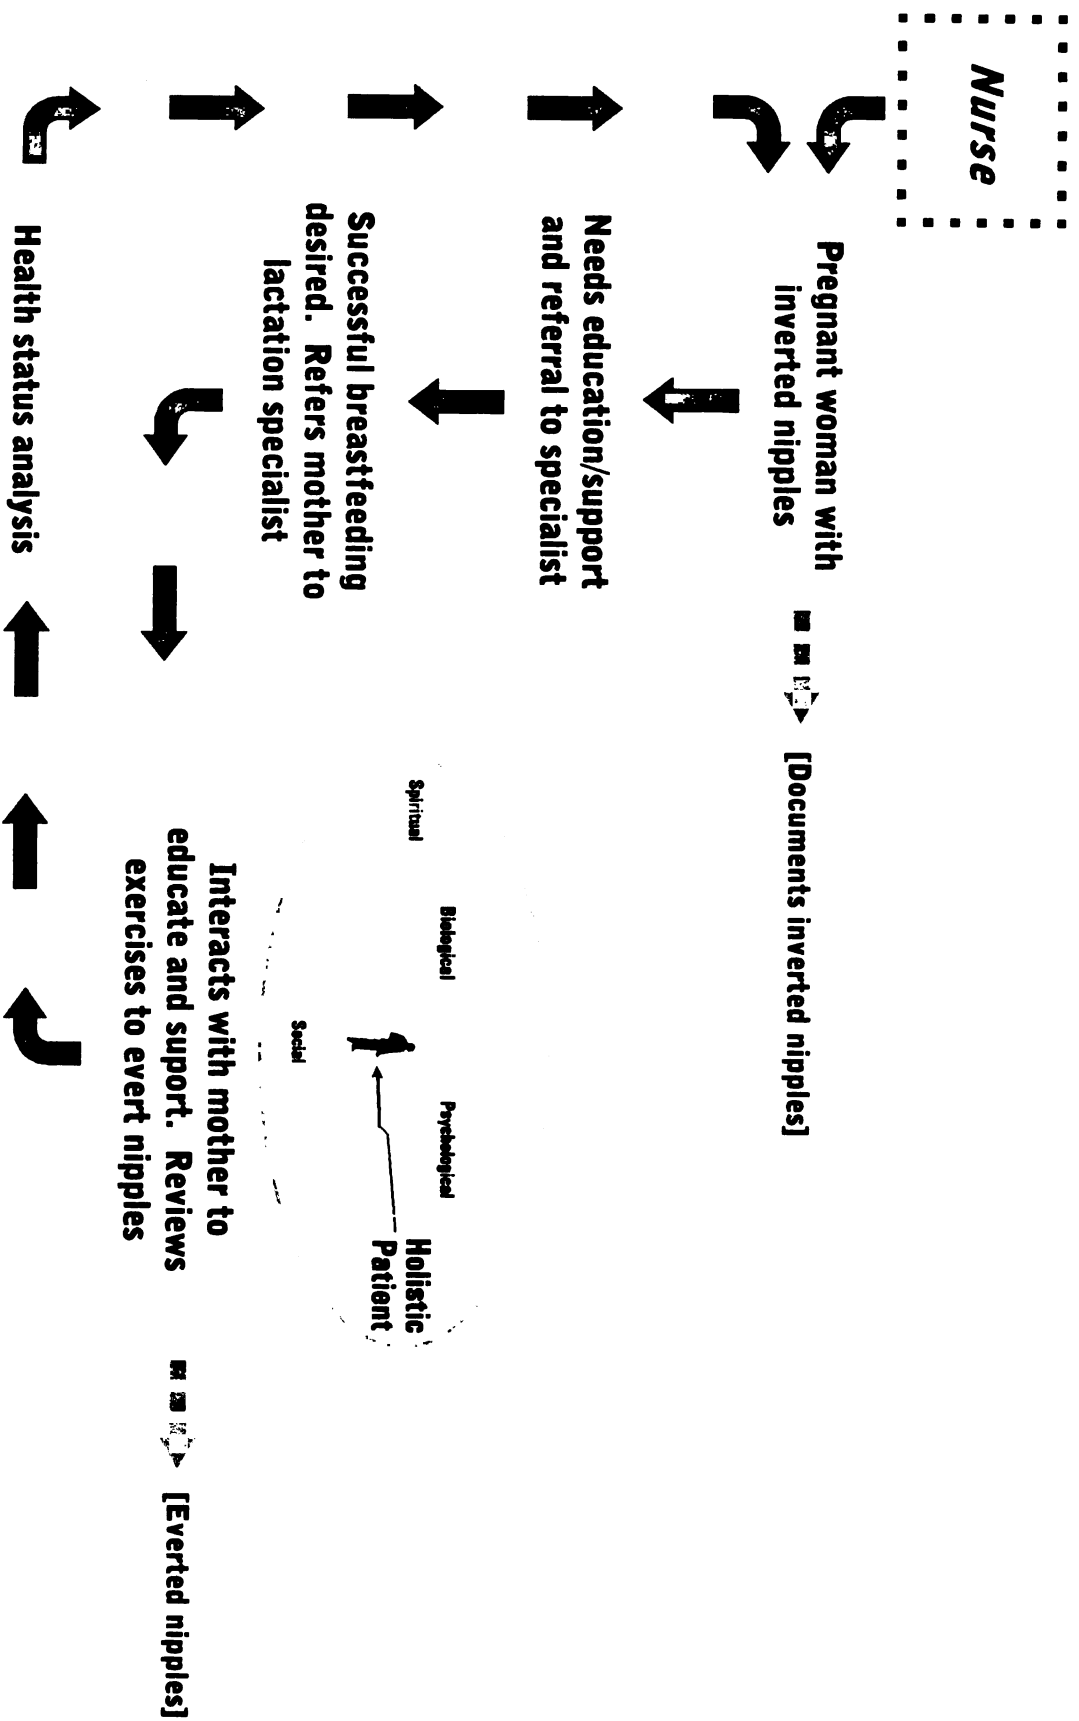 Nurse
Pregnant woman with
inverted nipples
[Documents inverted nipples]
Needs education/support
and referral to specialist
Successful breastfeeding
desired. Refers mother to
lactation specialist
Spiritual
Biological
Psychological
Social
Holistic
Patient
Interacts with mother to
educate and suport. Reviews
exercises to evert nipples
[Everted nipples]
Health status analysis